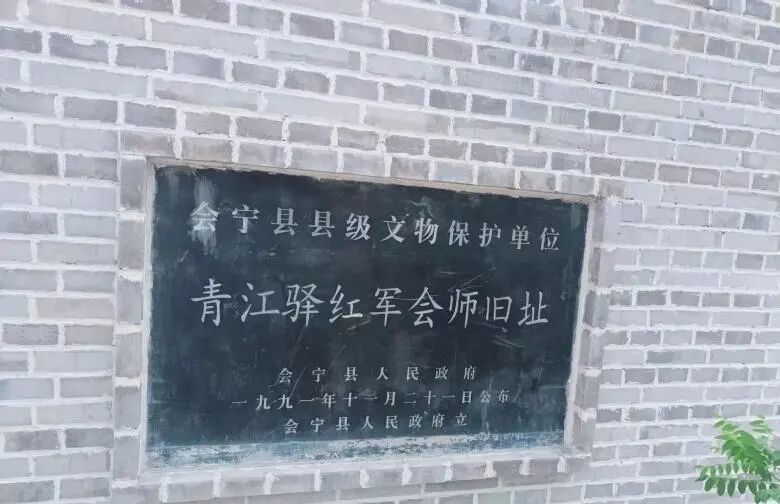 会宁县县级文物保护单位
青江驿红军会师旧址
会宁县人民政府
一九九一年十一月二十一日公布
会宁县人民政府立